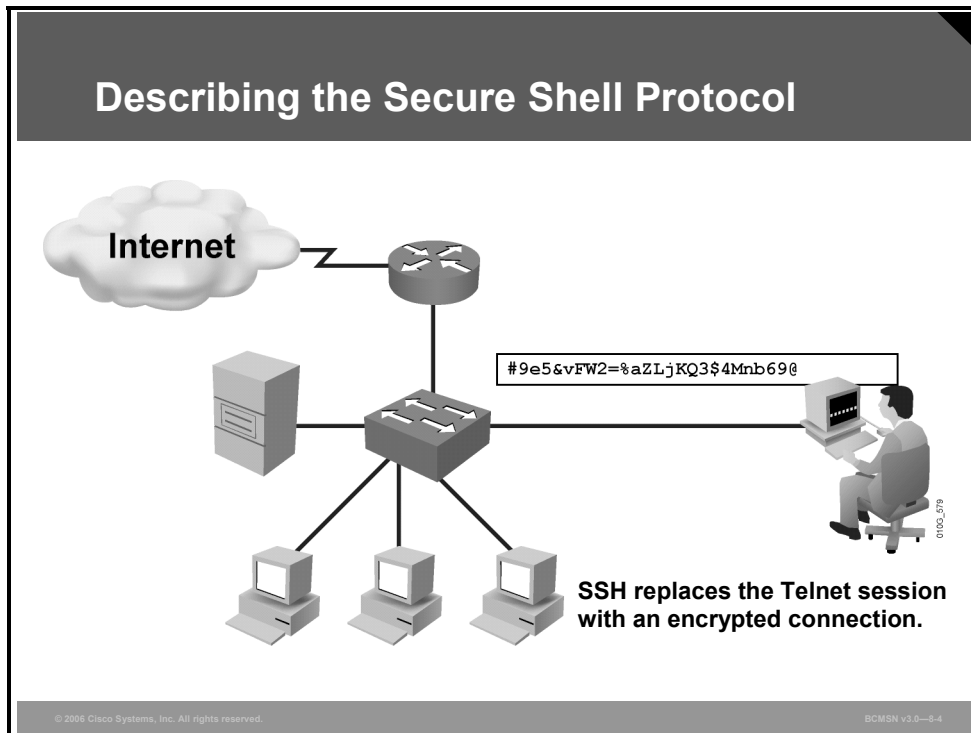 Describing the Secure Shell Protocol
Internet
#9e5&vFW2=%aZLjKQ3$4Mnb69@
010G_579
SSH replaces the Telnet session
with an encrypted connection.
© 2006 Cisco Systems, Inc. All rights reserved.
BCMSN v3.0—8-4